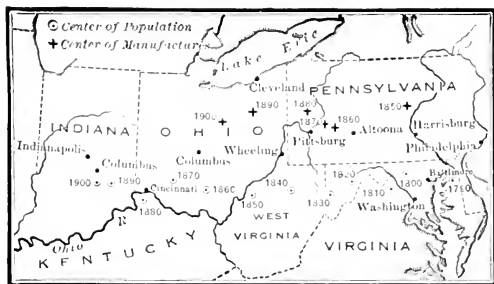 Center of Population
Center of Manufactures
Lake Erie
Cleveland
PENNSYLVANIA
1890
1900
1880
1870
1860
1850
INDIANA
OHIO
Pittsburg
Altoona
Harrisburg
Philadelphia
Indianapolis
Columbus
Columbus
Wheeling
1900
1890
1870
Cincinnati
1860
1840
1820
1810
1800
Baltimore
1790
1880
1850
1830
Washington
WEST
VIRGINIA
VIRGINIA
Ohio R
KENTUCKY